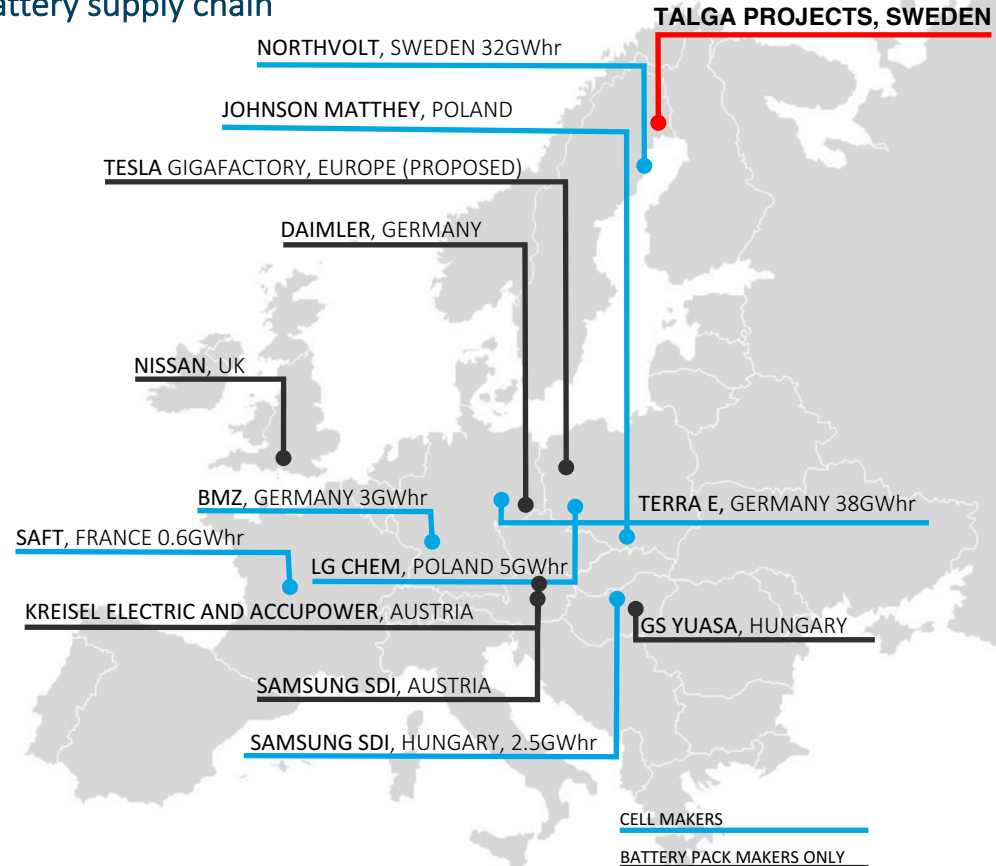 attery supply chain
TALGA PROJECTS, SWEDEN
NORTHVOLT, SWEDEN 32GWhr
JOHNSON MATTHEY, POLAND
TESLA GIGAFACTORY, EUROPE (PROPOSED)
DAIMLER, GERMANY
NISSAN, UK
BMZ, GERMANY 3GWhr
TERRA E, GERMANY 38GWhr
SAFT, FRANCE 0.6GWhr
LG CHEM, POLAND 5GWhr
KREISEL ELECTRIC AND ACCUPOWER, AUSTRIA
GS YUASA, HUNGARY
SAMSUNG SDI, AUSTRIA
SAMSUNG SDI, HUNGARY, 2.5GWhr
CELL MAKERS
BATTERY PACK MAKERS ONLY